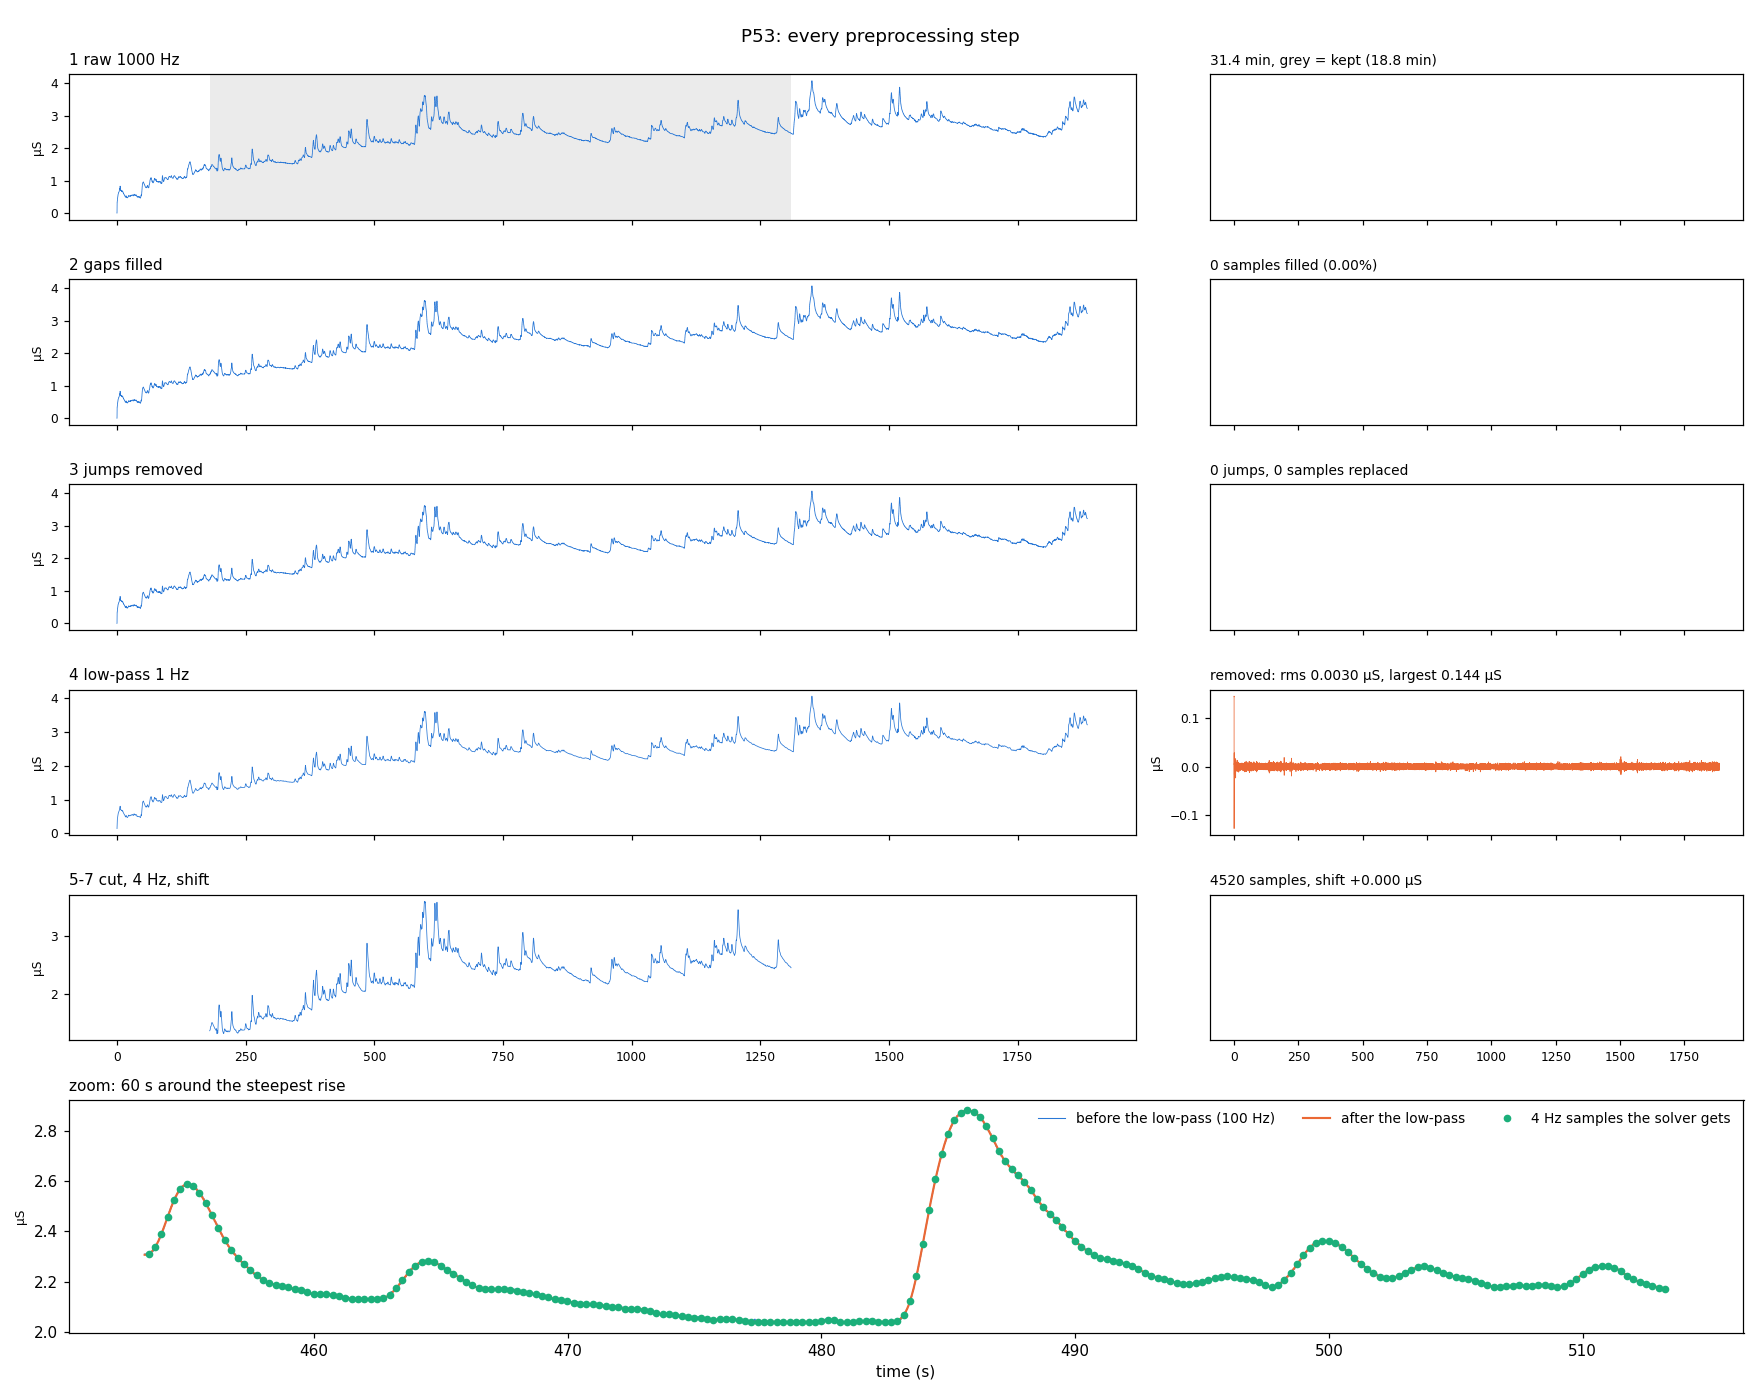 P53: every preprocessing step
1 raw 1000 Hz
31.4 min, grey = kept (18.8 min)
4
3
2
1
0
µS
2 gaps filled
0 samples filled (0.00%)
4
3
2
1
0
µS
3 jumps removed
0 jumps, 0 samples replaced
4
3
2
1
0
µS
4 low-pass 1 Hz
removed: rms 0.0030 µS, largest 0.144 µS
4
3
2
1
0
µS
0.1
0.0
−0.1
µS
5-7 cut, 4 Hz, shift
4520 samples, shift +0.000 µS
3
2
µS
0 250 500 750 1000 1250 1500 1750
0 250 500 750 1000 1250 1500 1750
zoom: 60 s around the steepest rise
before the low-pass (100 Hz) after the low-pass 4 Hz samples the solver gets
2.8
2.6
2.4
2.2
2.0
µS
460 470 480 490 500 510
time (s)